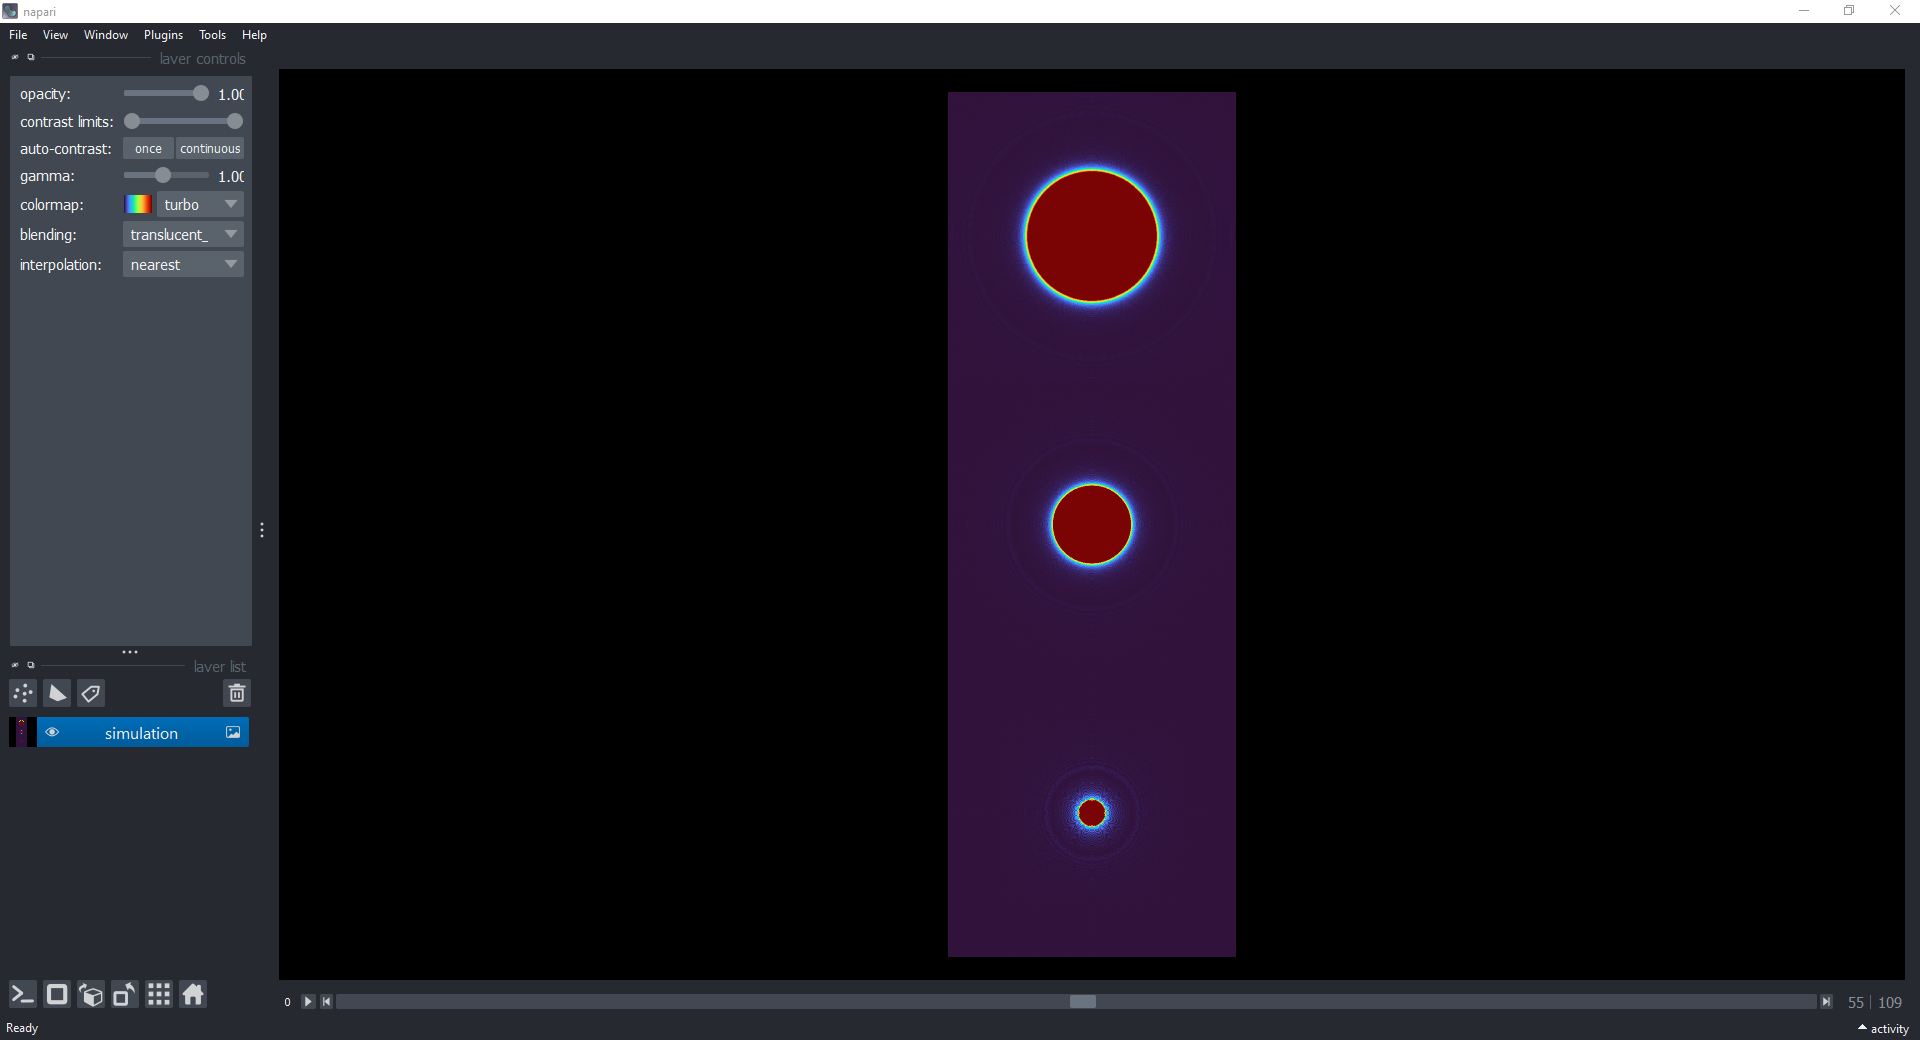 napari
File View Window Plugins Tools Help
layer controls
opacity: 1.00
contrast limits:
auto-contrast: once continuous
gamma: 1.00
colormap: turbo
blending: translucent_
interpolation: nearest
layer list
simulation
0 55 | 109
Ready activity